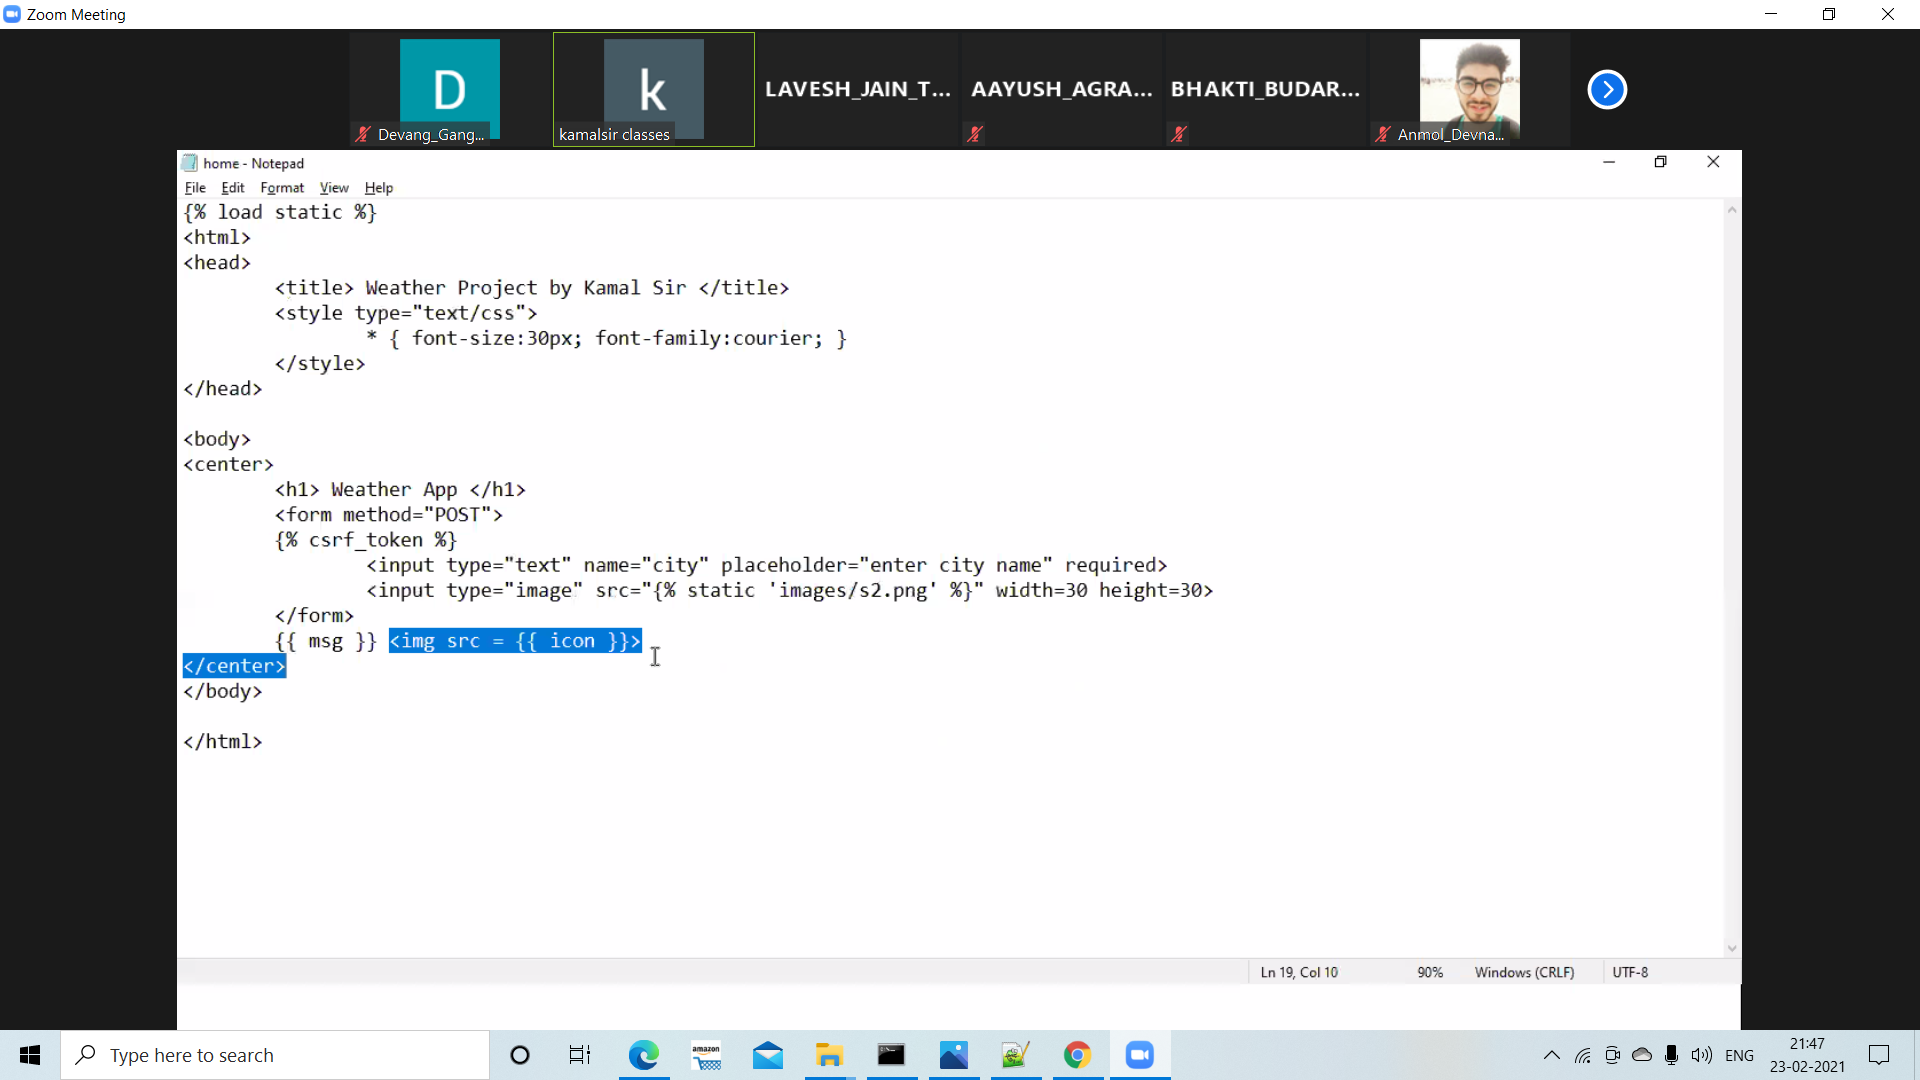 Zoom Meeting
D
Devang_Gang...
k
kamalsir classes
LAVESH_JAIN_T...
AAYUSH_AGRA...
BHAKTI_BUDAR...
Anmol_Devna...
home - Notepad
File Edit Format View Help
{% load static %}
<html>
<head>
<title> Weather Project by Kamal Sir </title>
<style type="text/css">
* { font-size:30px; font-family:courier; }
</style>
</head>
<body>
<center>
<h1> Weather App </h1>
<form method="POST">
{% csrf_token %}
<input type="text" name="city" placeholder="enter city name" required>
<input type="image" src="{% static 'images/s2.png' %}" width=30 height=30>
</form>
{{ msg }} <img src = {{ icon }}>
</center>
</body>
</html>
Ln 19, Col 10 90% Windows (CRLF) UTF-8
Type here to search
amazon
ENG
21:47
23-02-2021